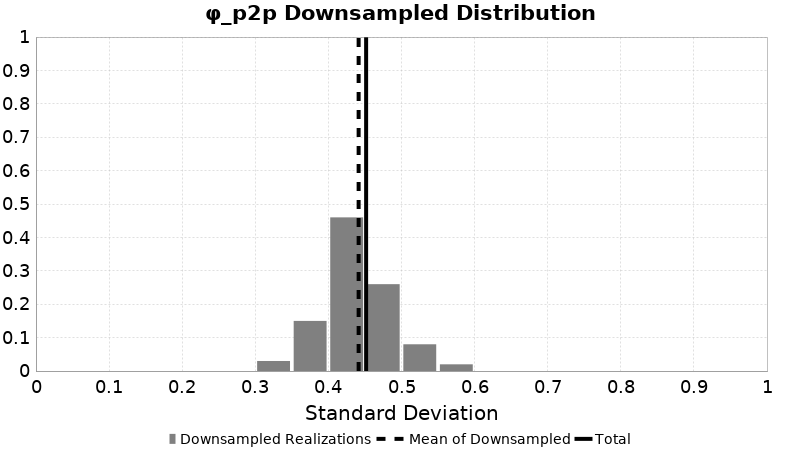 φ_p2p Downsampled Distribution
1
0.9
0.8
0.7
0.6
0.5
0.4
0.3
0.2
0.1
0
0 0.1 0.2 0.3 0.4 0.5 0.6 0.7 0.8 0.9 1
Standard Deviation
Downsampled Realizations Mean of Downsampled Total